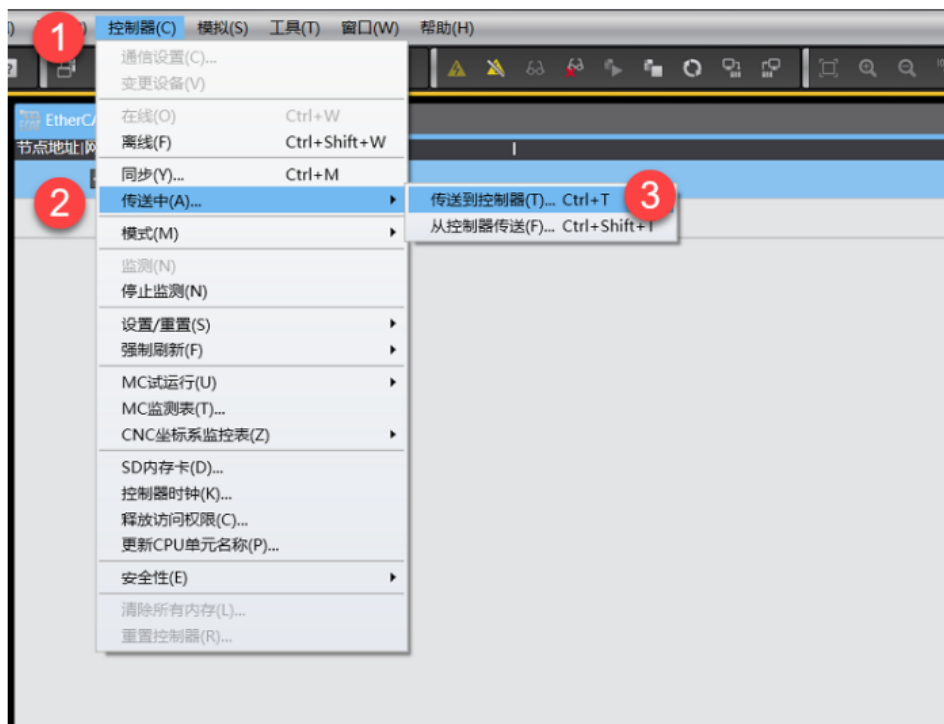 1
控制器(C) 模拟(S) 工具(T) 窗口(W) 帮助(H)
通信设置(C)...
变更设备(V)
EtherCA
在线(O) Ctrl+W
节点地址|网
离线(F) Ctrl+Shift+W
同步(Y)... Ctrl+M
2
传送中(A)...
传送到控制器(T)... Ctrl+T
3
从控制器传送(F)... Ctrl+Shift+T
模式(M)
监测(N)
停止监测(N)
设置/重置(S)
强制刷新(F)
MC试运行(U)
MC监测表(T)...
CNC坐标系监控表(Z)
SD内存卡(D)...
控制器时钟(K)...
释放访问权限(C)...
更新CPU单元名称(P)...
安全性(E)
清除所有内存(L)...
重置控制器(R)...